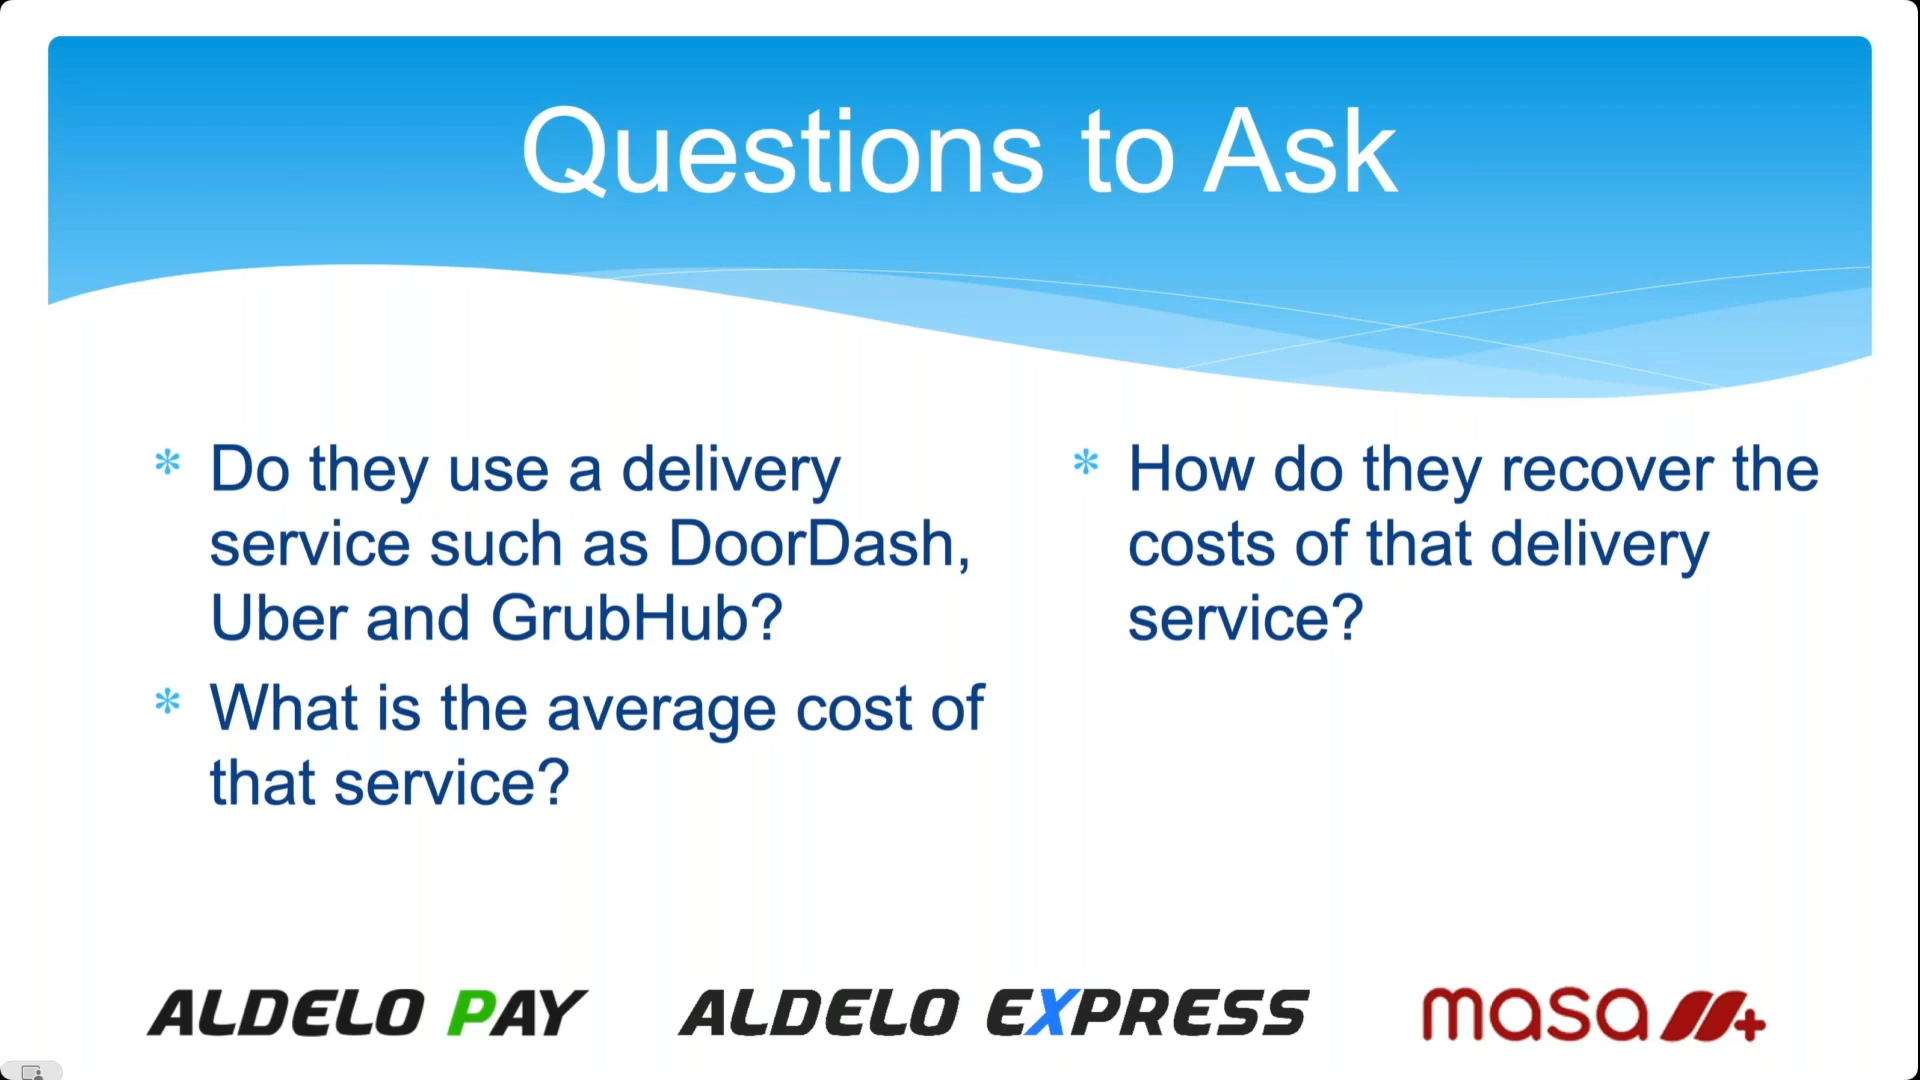 Questions to Ask
* Do they use a delivery
service such as DoorDash,
Uber and GrubHub?
* What is the average cost of
that service?
* How do they recover the
costs of that delivery
service?
ALDELO PAY
ALDELO EXPRESS
masa